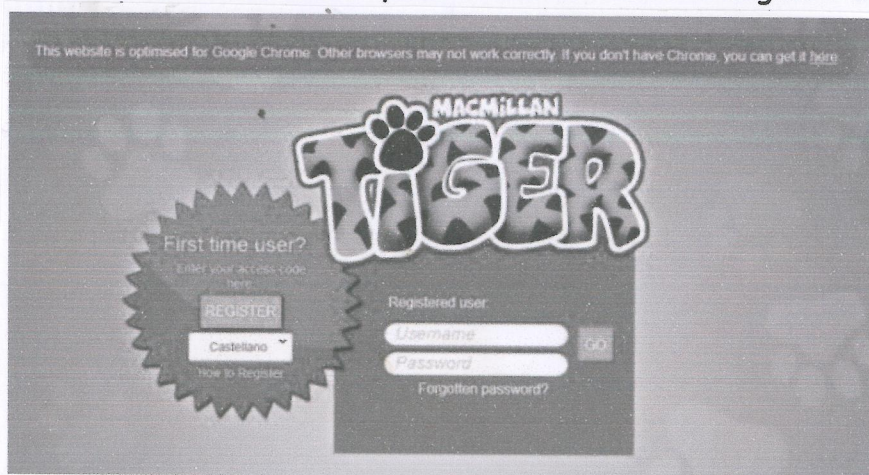 This website is optimised for Google Chrome. Other browsers may not work correctly. If you don't have Chrome, you can get it here
MACMiLLAN
TiGER
First time user?
Enter your access code
here
REGISTER
Castellano
How to Register
Registered user:
Username
Password
GO
Forgotten password?